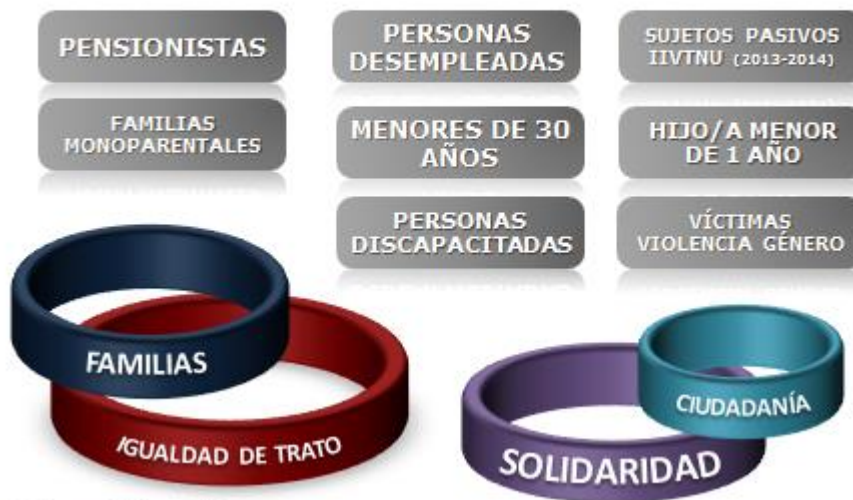 PENSIONISTAS
PERSONAS
DESEMPLEADAS
SUJETOS PASIVOS
IIVTNU (2013-2014)
FAMILIAS
MONOPARENTALES
MENORES DE 30
AÑOS
HIJO/A MENOR
DE 1 AÑO
PERSONAS
DISCAPACITADAS
VÍCTIMAS
VIOLENCIA GÉNERO
FAMILIAS
IGUALDAD DE TRATO
SOLIDARIDAD
CIUDADANÍA